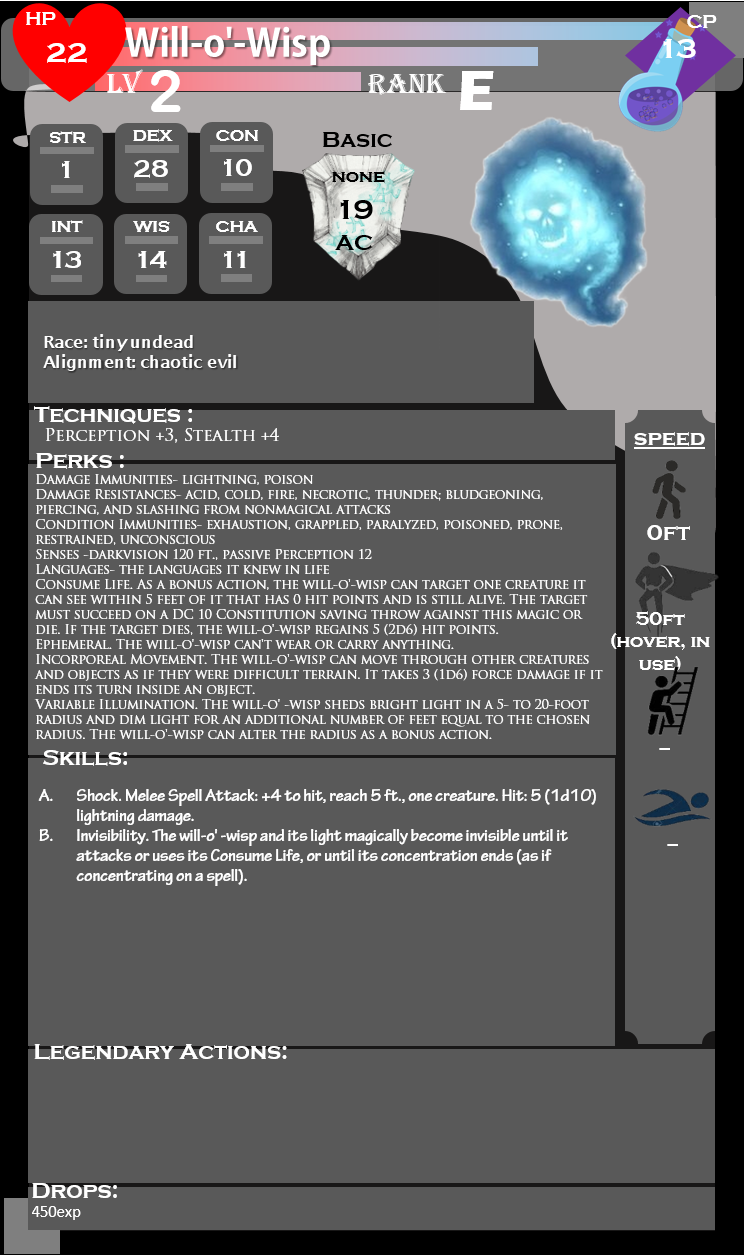 HP
22
Will-o'-Wisp
CP
13
LV 2
RANK E
STR
1
DEX
28
CON
10
INT
13
WIS
14
CHA
11
Basic
none
19
AC
Race: tiny undead
Alignment: chaotic evil
Techniques :
Perception +3, Stealth +4
Perks :
Damage Immunities- lightning, poison
Damage Resistances- acid, cold, fire, necrotic, thunder; bludgeoning,
piercing, and slashing from nonmagical attacks
Condition Immunities- exhaustion, grappled, paralyzed, poisoned, prone,
restrained, unconscious
Senses -darkvision 120 ft., passive Perception 12
Languages- the languages it knew in life
Consume Life. As a bonus action, the will-o'-wisp can target one creature it
can see within 5 feet of it that has 0 hit points and is still alive. The target
must succeed on a DC 10 Constitution saving throw against this magic or
die. If the target dies, the will-o'-wisp regains 5 (2d6) hit points.
Ephemeral. The will-o'-wisp can't wear or carry anything.
Incorporeal Movement. The will-o'-wisp can move through other creatures
and objects as if they were difficult terrain. It takes 3 (1d6) force damage if it
ends its turn inside an object.
Variable Illumination. The will-o' -wisp sheds bright light in a 5- to 20-foot
radius and dim light for an additional number of feet equal to the chosen
radius. The will-o'-wisp can alter the radius as a bonus action.
Skills:
A. Shock. Melee Spell Attack: +4 to hit, reach 5 ft., one creature. Hit: 5 (1d10)
lightning damage.
B. Invisibility. The will-o' -wisp and its light magically become invisible until it
attacks or uses its Consume Life, or until its concentration ends (as if
concentrating on a spell).
SPEED
0ft
50ft
(hover, in
use)
–
–
Legendary Actions:
Drops:
450exp